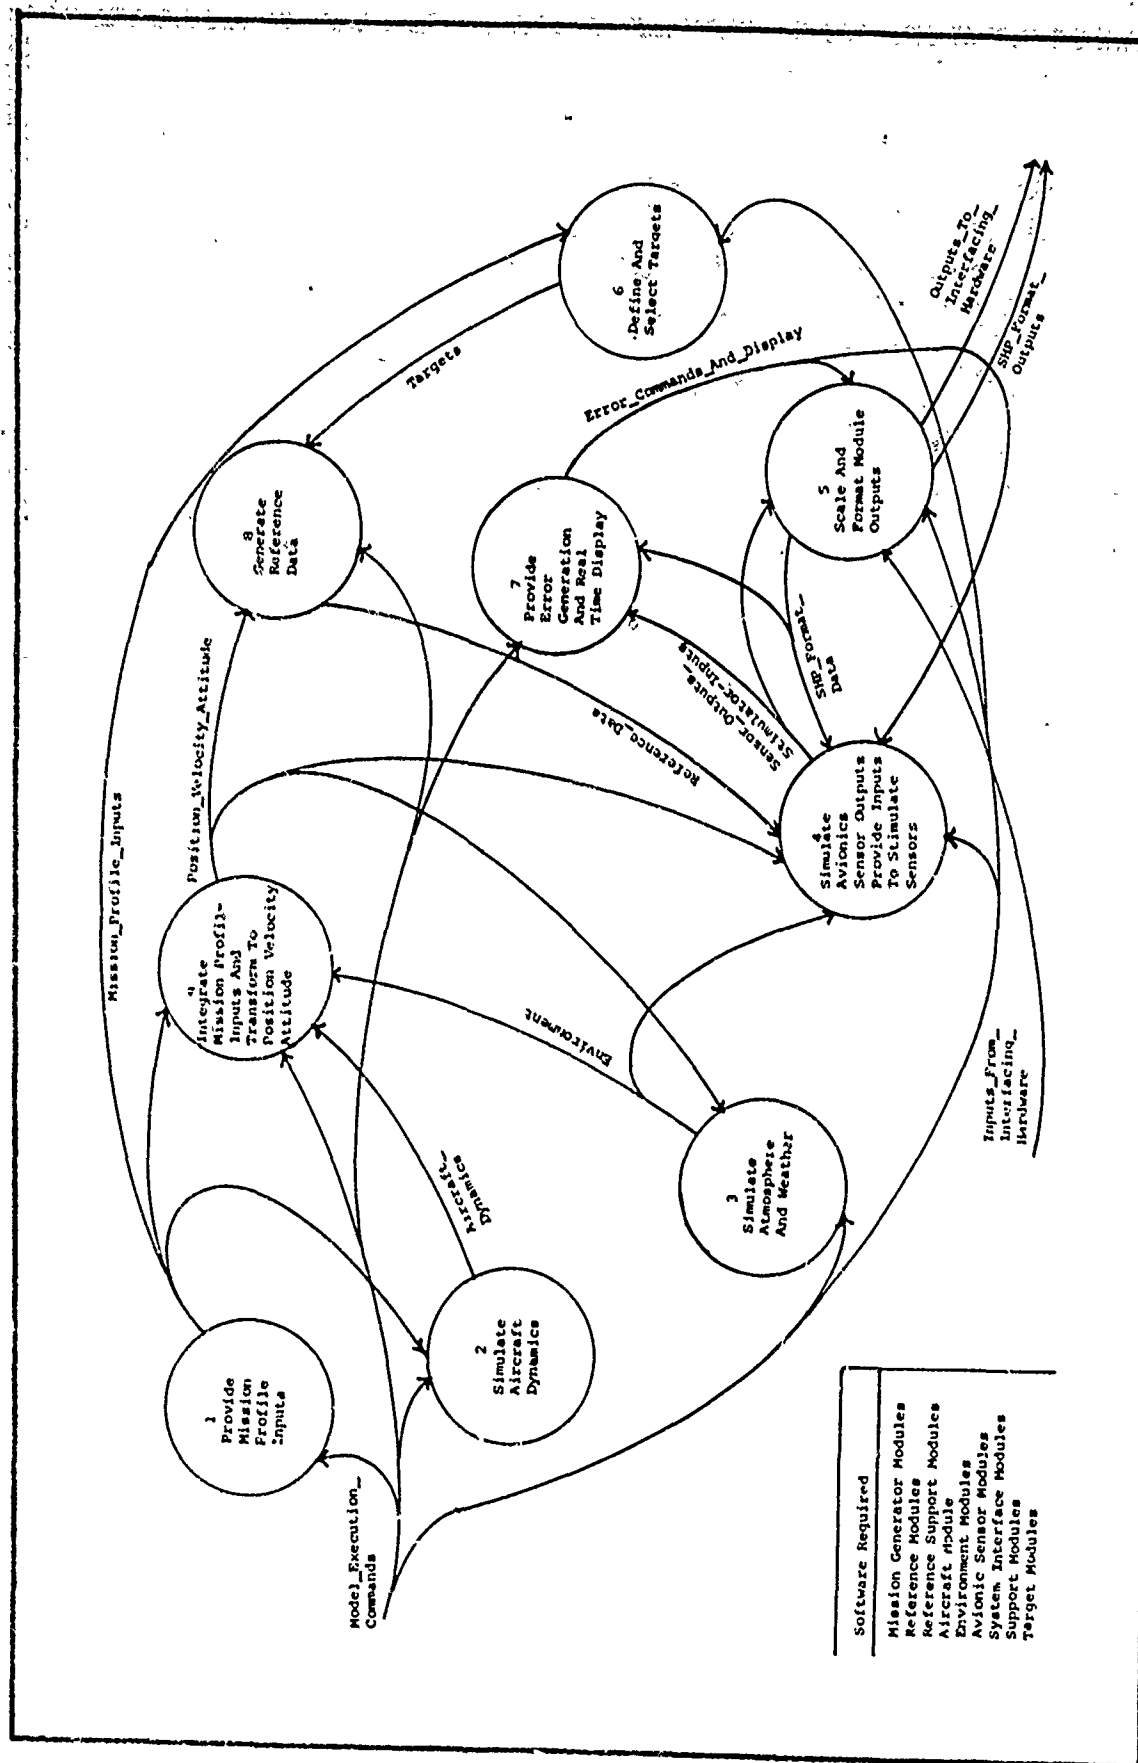 Model_Execution_
Commands
1
Provide
Mission
Profile
Inputs
2
Simulate
Aircraft
Dynamics
3
Simulate
Atmosphere
And Weather
Aircraft_
Dynamics
Environment
Mission_Profile_Inputs
Integrate
Mission Profile
Inputs And
Transform To
Position Velocity
Attitude
Position_Velocity_Attitude
4
Simulate
Avionics
Sensor Outputs
Provide Inputs
To Stimulate
Sensors
Inputs_From_
Interfacing_
Hardware
Reference_Data
Sensor_Outputs_
Stimulator_Inputs
SHP_Format_
Data
8
Generate
Reference
Data
7
Provide
Error
Generation
And Real
Time Display
5
Scale And
Format Module
Outputs
Targets
Error_Commands_And_Display
6
Define And
Select Targets
Outputs_To_
Interfacing_
Hardware
SHP_Format_
Outputs
Software Required
Mission Generator Modules
Reference Modules
Reference Support Modules
Aircraft Module
Environment Modules
Avionic Sensor Modules
System Interface Modules
Support Modules
Target Modules